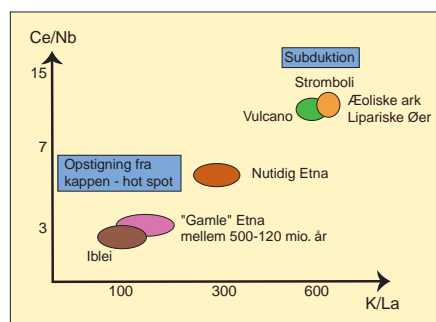 Ce/Nb
15
7
3
Subduktion
Stromboli
Vulcano
Æoliske ark
Lipariske Øer
Opstigning fra
kappen - hot spot
Nutidig Etna
"Gamle" Etna
mellem 500-120 mio. år
Iblei
100
300
600
K/La